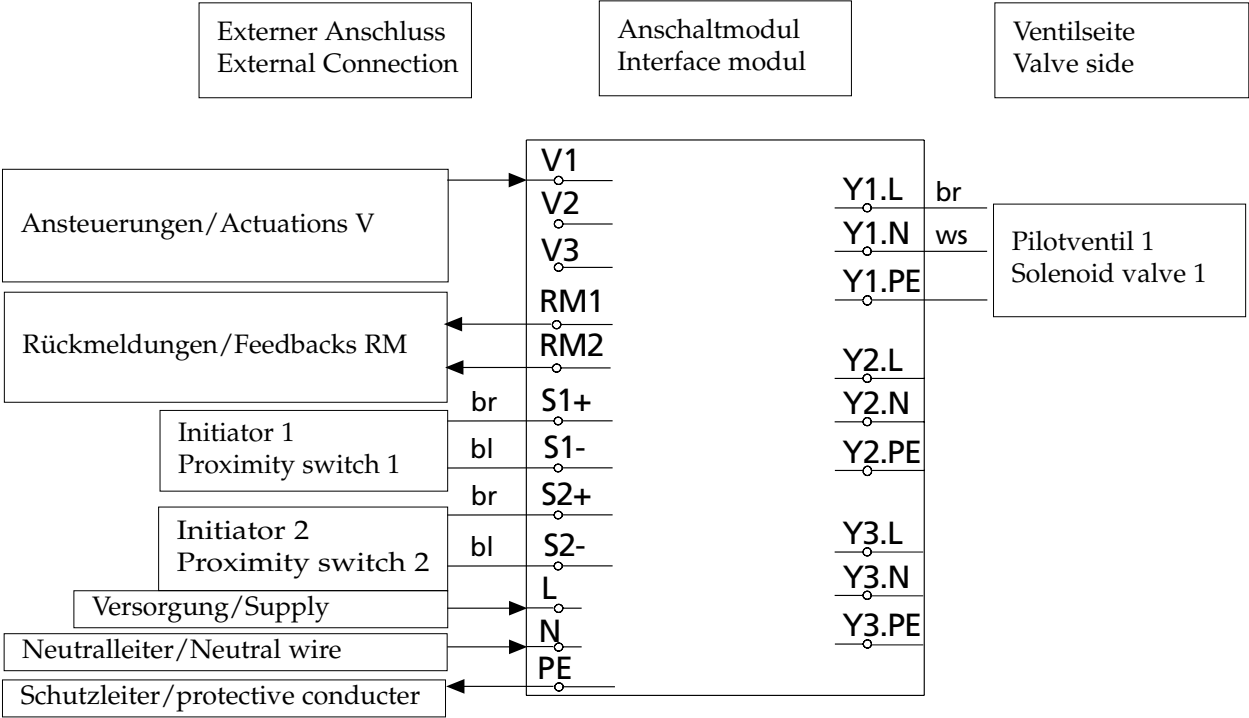 Externer Anschluss
External Connection
Anschaltmodul
Interface modul
Ventilseite
Valve side
Ansteuerungen/Actuations V
Rückmeldungen/Feedbacks RM
br
Initiator 1
bl
Proximity switch 1
br
Initiator 2
bl
Proximity switch 2
Versorgung/Supply
Neutralleiter/Neutral wire
Schutzleiter/protective conducter
V1
V2
V3
RM1
RM2
S1+
S1-
S2+
S2-
L
N
PE
Y1.L
Y1.N
Y1.PE
Y2.L
Y2.N
Y2.PE
Y3.L
Y3.N
Y3.PE
br
ws
Pilotventil 1
Solenoid valve 1